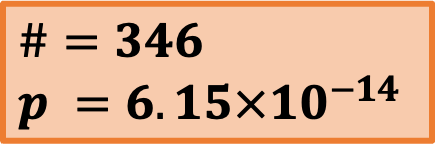 # = 346
p = 6.15×10⁻¹⁴